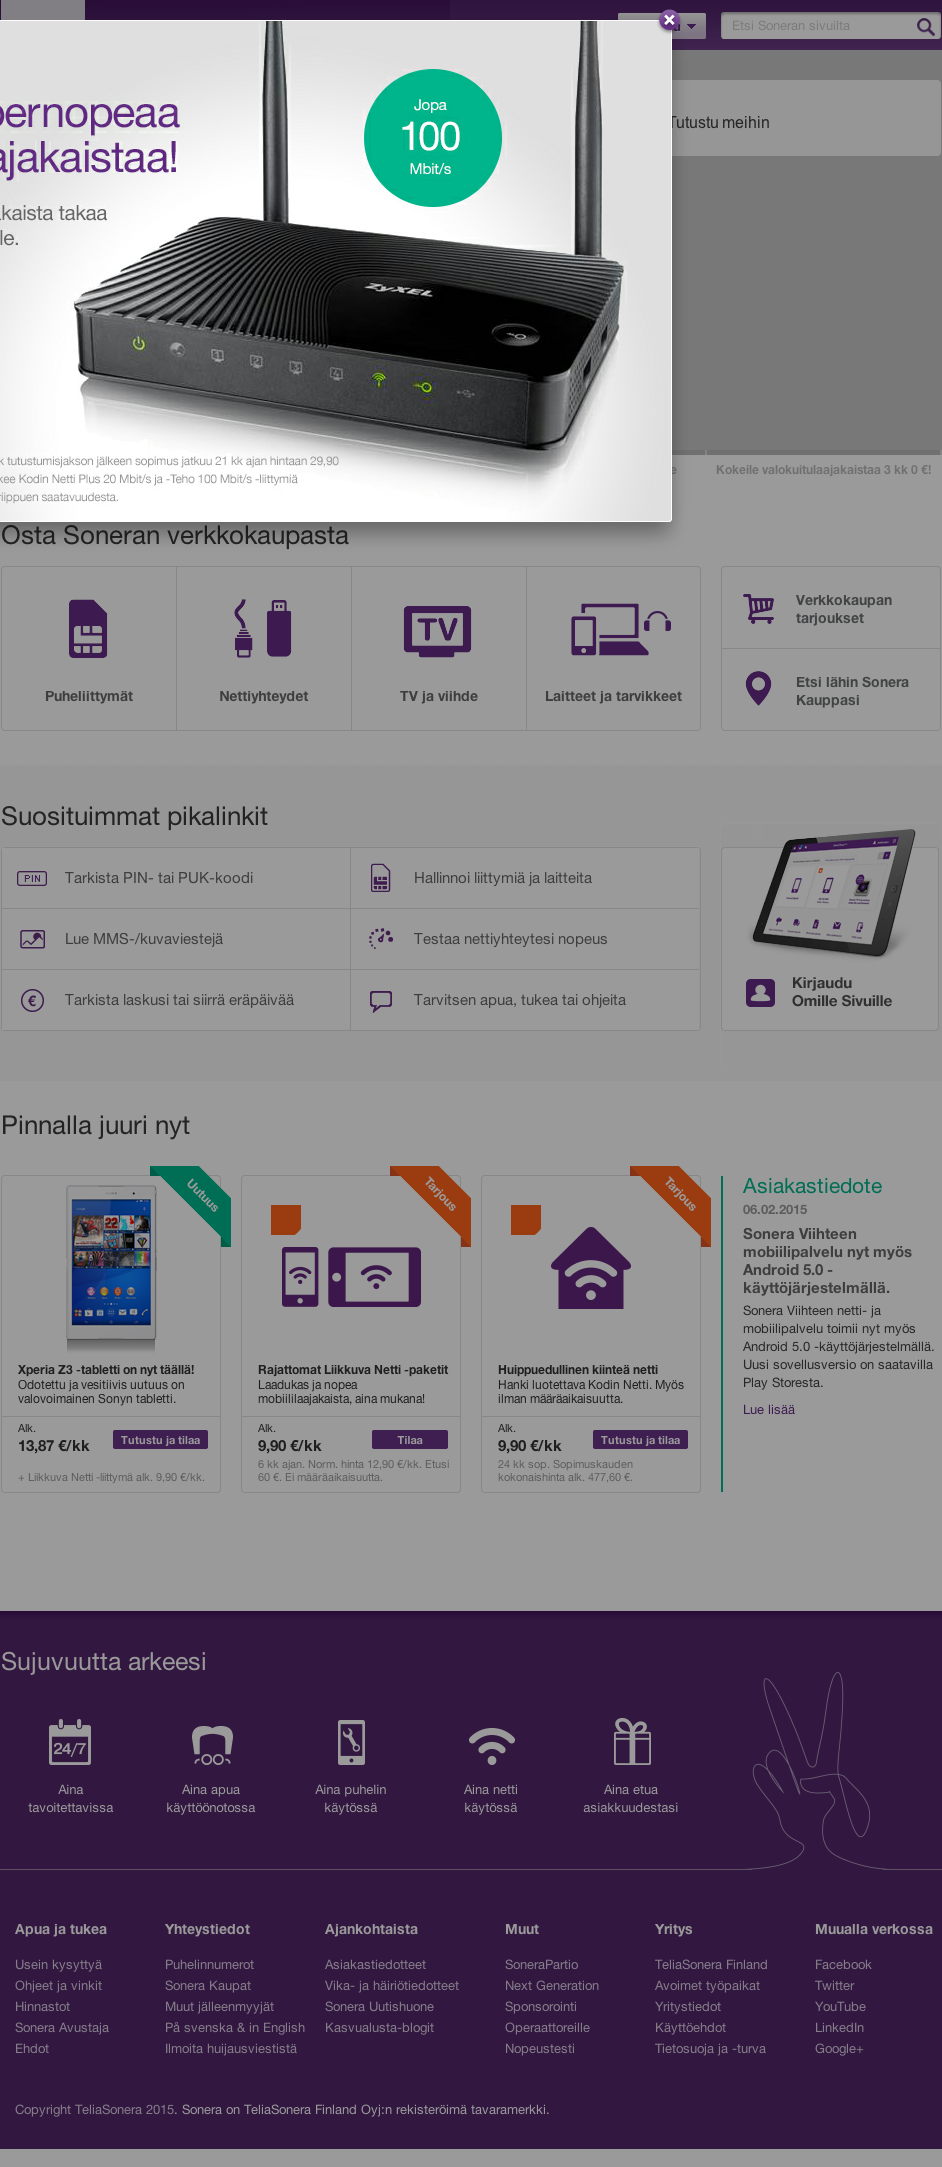 Etsi Soneran sivuilta
Tutustu meihin
Jopa
100
Mbit/s
ajakaistaa!
takaa
ZyXEL
1
2
3
4
tutustumisjakson jälkeen sopimus jatkuu 21 kk ajan hintaan 29,90
Kodin Netti Plus 20 Mbit/s ja -Teho 100 Mbit/s -liittymiä
saatavuudesta.
Kokeile valokuitulaajakaistaa 3 kk 0 €!
Osta Soneran verkkokaupasta
TV
Puheliittymät
Nettiyhteydet
TV ja viihde
Laitteet ja tarvikkeet
Verkkokaupan
tarjoukset
Etsi lähin Sonera
Kauppasi
Suosituimmat pikalinkit
PIN
Tarkista PIN- tai PUK-koodi
Hallinnoi liittymiä ja laitteita
Lue MMS-/kuvaviestejä
Testaa nettiyhteytesi nopeus
€
Tarkista laskusi tai siirrä eräpäivää
Tarvitsen apua, tukea tai ohjeita
Kirjaudu
Omille Sivuille
Pinnalla juuri nyt
Uutuus
Xperia Z3 -tabletti on nyt täällä!
Odotettu ja vesitiivis uutuus on
valovoimainen Sonyn tabletti.
Alk.
13,87 €/kk
Tutustu ja tilaa
+ Liikkuva Netti -liittymä alk. 9,90 €/kk.
Tarjous
Rajattomat Liikkuva Netti -paketit
Laadukas ja nopea
mobiililaajakaista, aina mukana!
Alk.
9,90 €/kk
Tilaa
6 kk ajan. Norm. hinta 12,90 €/kk. Etusi
60 €. Ei määräaikaisuutta.
Tarjous
Huippuedullinen kiinteä netti
Hanki luotettava Kodin Netti. Myös
ilman määräaikaisuutta.
Alk.
9,90 €/kk
Tutustu ja tilaa
24 kk sop. Sopimuskauden
kokonaishinta alk. 477,60 €.
Asiakastiedote
06.02.2015
Sonera Viihteen
mobiilipalvelu nyt myös
Android 5.0 -
käyttöjärjestelmällä.
Sonera Viihteen netti- ja
mobiilipalvelu toimii nyt myös
Android 5.0 -käyttöjärjestelmällä.
Uusi sovellusversio on saatavilla
Play Storesta.
Lue lisää
Sujuvuutta arkeesi
24/7
Aina
tavoitettavissa
Aina apua
käyttöönotossa
Aina puhelin
käytössä
Aina netti
käytössä
Aina etua
asiakkuudestasi
Apua ja tukea
Usein kysyttyä
Ohjeet ja vinkit
Hinnastot
Sonera Avustaja
Ehdot
Yhteystiedot
Puhelinnumerot
Sonera Kaupat
Muut jälleenmyyjät
På svenska & in English
Ilmoita huijausviestistä
Ajankohtaista
Asiakastiedotteet
Vika- ja häiriötiedotteet
Sonera Uutishuone
Kasvualusta-blogit
Muut
SoneraPartio
Next Generation
Sponsorointi
Operaattoreille
Nopeustesti
Yritys
TeliaSonera Finland
Avoimet työpaikat
Yritystiedot
Käyttöehdot
Tietosuoja ja -turva
Muualla verkossa
Facebook
Twitter
YouTube
LinkedIn
Google+
Copyright TeliaSonera 2015. Sonera on TeliaSonera Finland Oyj:n rekisteröimä tavaramerkki.